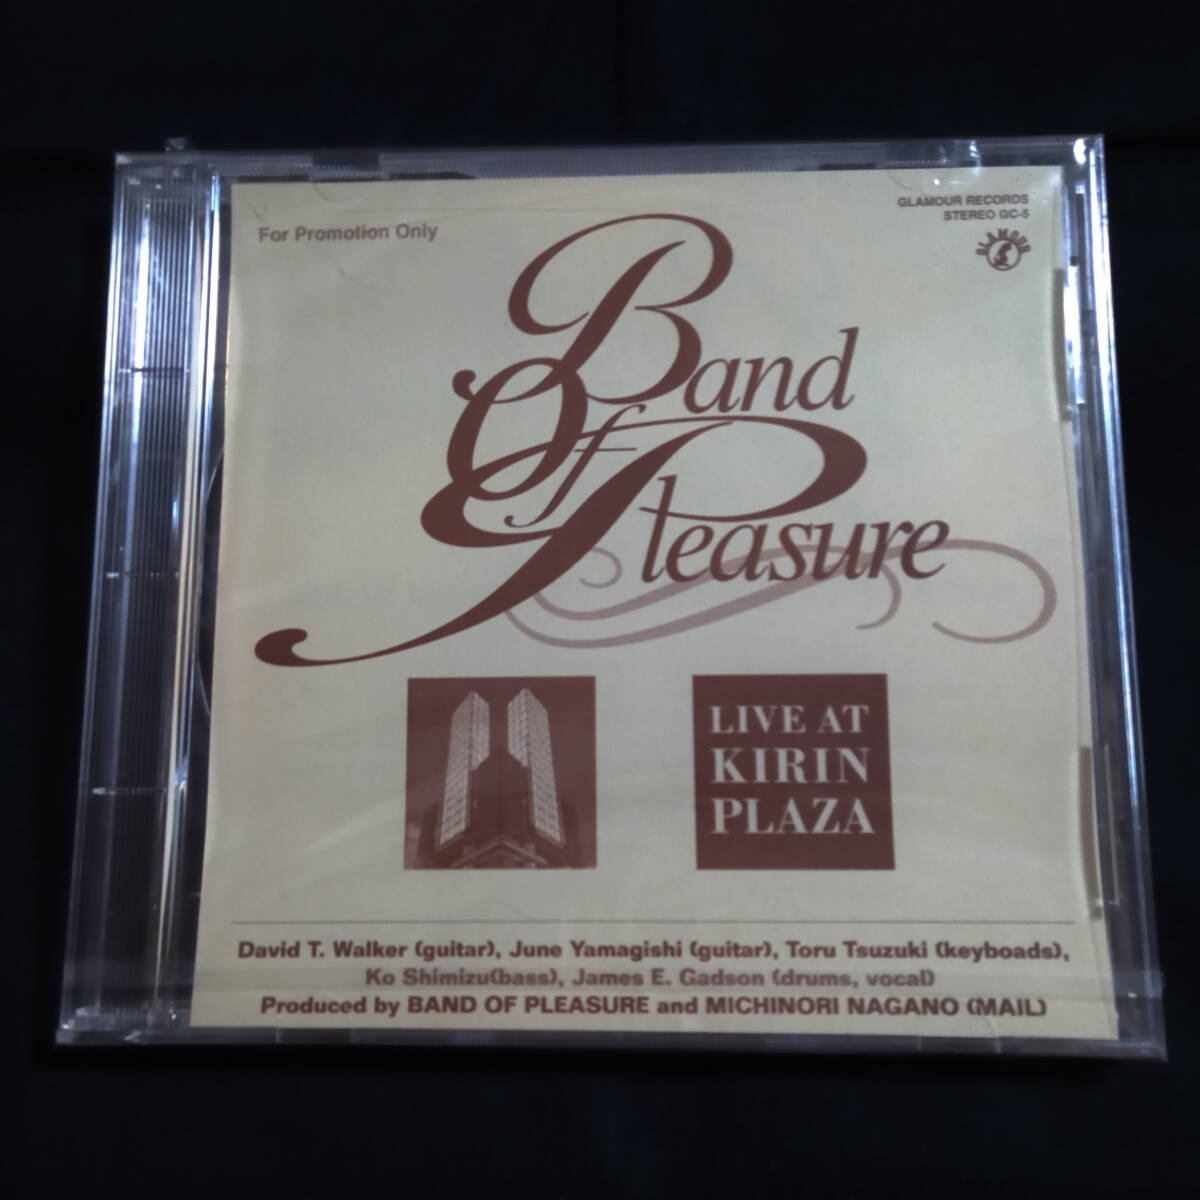 For Promotion Only
GLAMOUR RECORDS
STEREO GC-5
GLAMOUR
Band
Of
Pleasure
LIVE AT
KIRIN
PLAZA
David T. Walker (guitar), June Yamagishi (guitar), Toru Tsuzuki (keyboads),
Ko Shimizu(bass), James E. Gadson (drums, vocal)
Produced by BAND OF PLEASURE and MICHINORI NAGANO (MAIL)